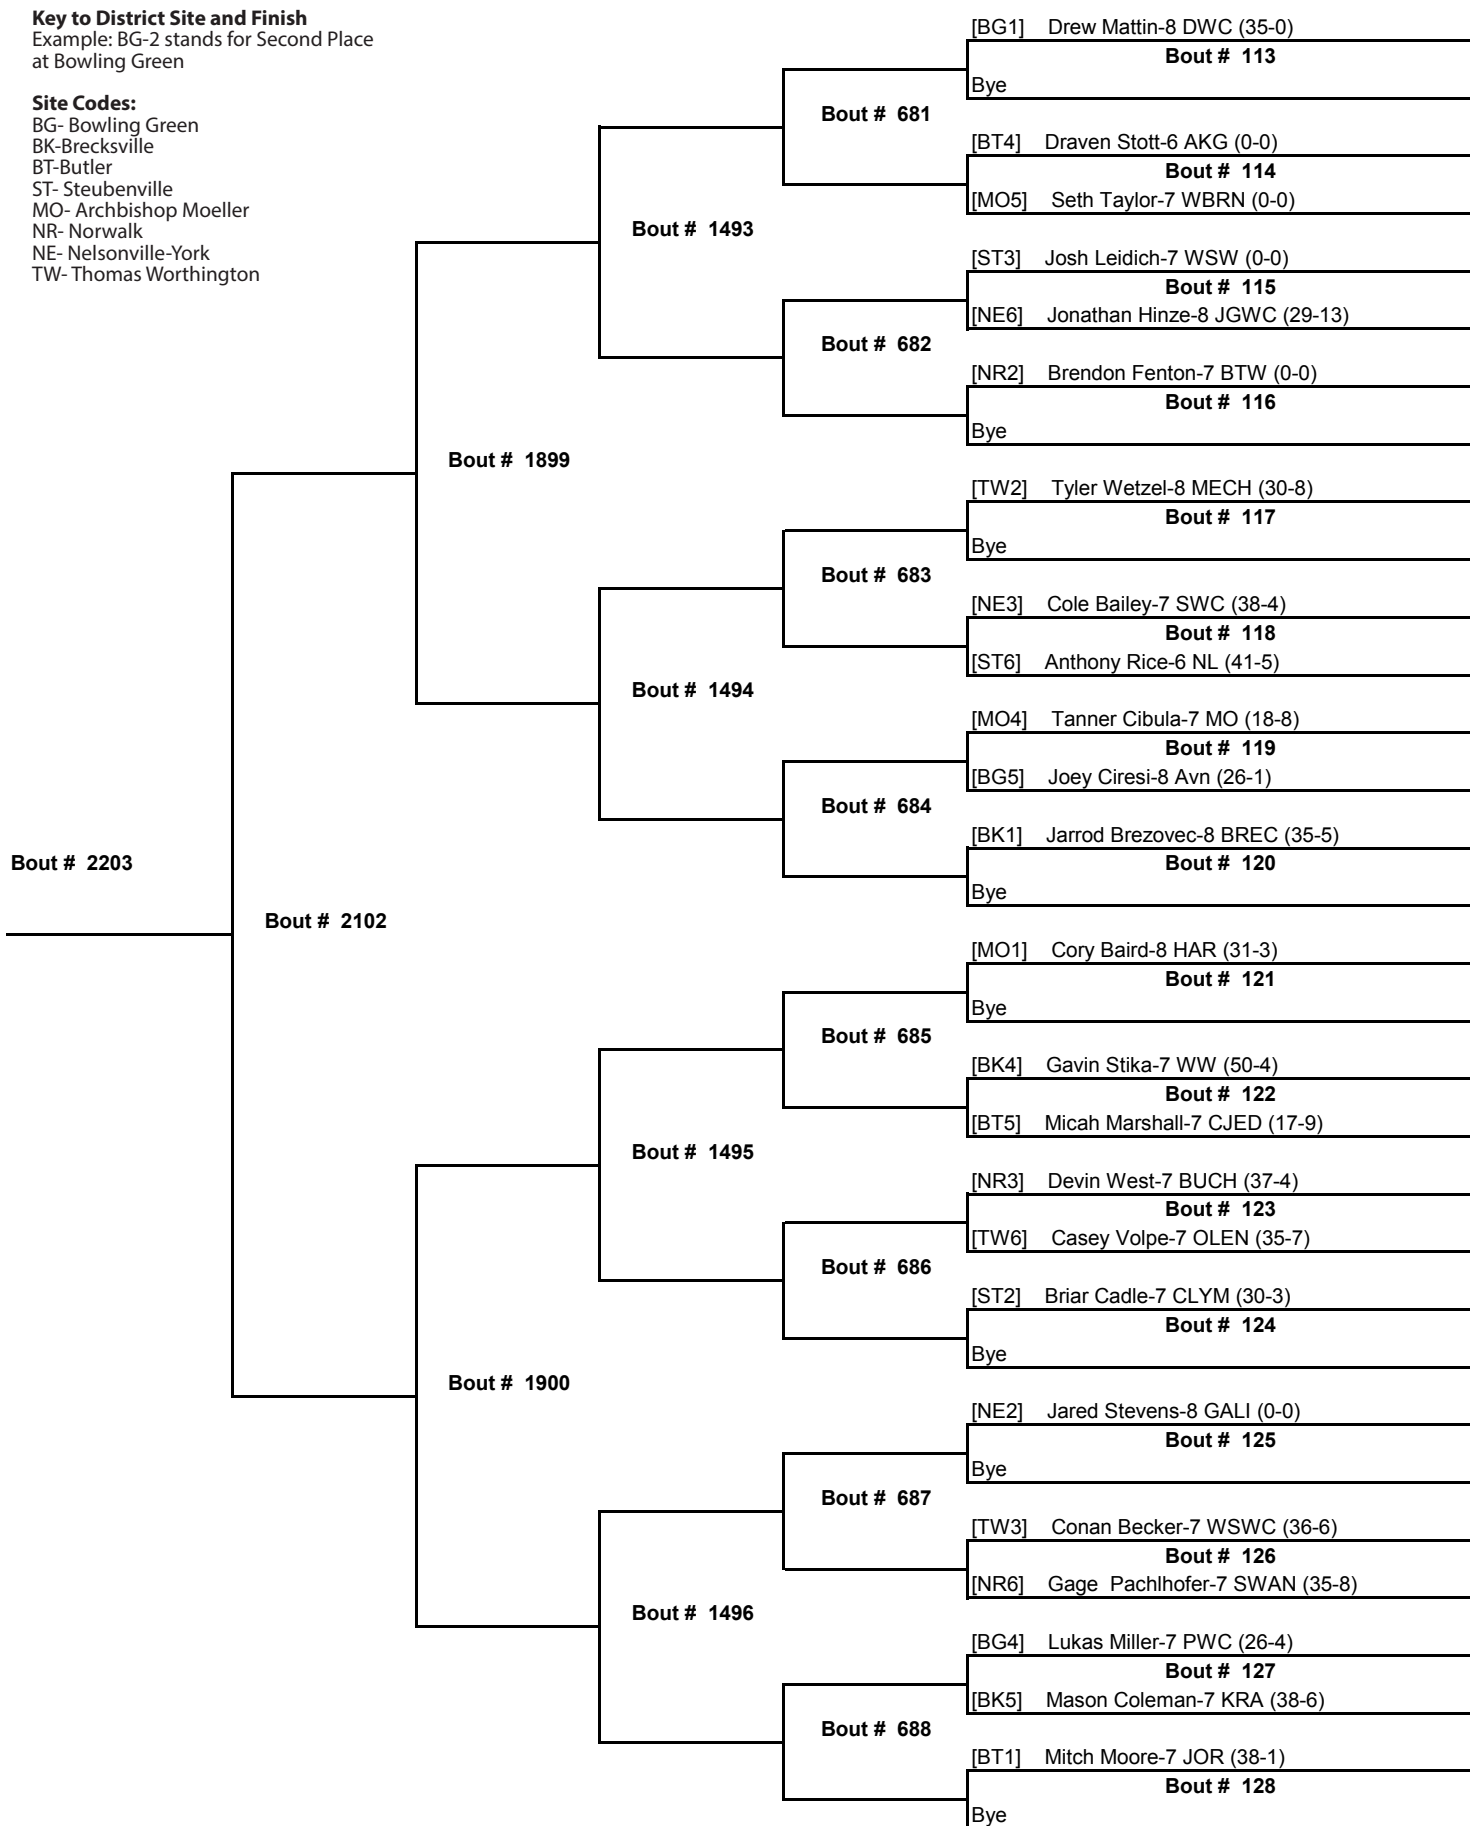 Key to District Site and Finish
Example: BG-2 stands for Second Place
at Bowling Green
Site Codes:
BG- Bowling Green
BK-Brecksville
BT-Butler
ST- Steubenville
MO- Archbishop Moeller
NR- Norwalk
NE- Nelsonville-York
TW- Thomas Worthington
[BG1] Drew Mattin-8 DWC (35-0)
Bout # 113
Bye
Bout # 681
[BT4] Draven Stott-6 AKG (0-0)
Bout # 114
[MO5] Seth Taylor-7 WBRN (0-0)
Bout # 1493
[ST3] Josh Leidich-7 WSW (0-0)
Bout # 115
[NE6] Jonathan Hinze-8 JGWC (29-13)
Bout # 682
[NR2] Brendon Fenton-7 BTW (0-0)
Bout # 116
Bye
Bout # 1899
[TW2] Tyler Wetzel-8 MECH (30-8)
Bout # 117
Bye
Bout # 683
[NE3] Cole Bailey-7 SWC (38-4)
Bout # 118
[ST6] Anthony Rice-6 NL (41-5)
Bout # 1494
[MO4] Tanner Cibula-7 MO (18-8)
Bout # 119
[BG5] Joey Ciresi-8 Avn (26-1)
Bout # 684
[BK1] Jarrod Brezovec-8 BREC (35-5)
Bout # 120
Bye
Bout # 2203
Bout # 2102
[MO1] Cory Baird-8 HAR (31-3)
Bout # 121
Bye
Bout # 685
[BK4] Gavin Stika-7 WW (50-4)
Bout # 122
[BT5] Micah Marshall-7 CJED (17-9)
Bout # 1495
[NR3] Devin West-7 BUCH (37-4)
Bout # 123
[TW6] Casey Volpe-7 OLEN (35-7)
Bout # 686
[ST2] Briar Cadle-7 CLYM (30-3)
Bout # 124
Bye
Bout # 1900
[NE2] Jared Stevens-8 GALI (0-0)
Bout # 125
Bye
Bout # 687
[TW3] Conan Becker-7 WSWC (36-6)
Bout # 126
[NR6] Gage Pachlhofer-7 SWAN (35-8)
Bout # 1496
[BG4] Lukas Miller-7 PWC (26-4)
Bout # 127
[BK5] Mason Coleman-7 KRA (38-6)
Bout # 688
[BT1] Mitch Moore-7 JOR (38-1)
Bout # 128
Bye